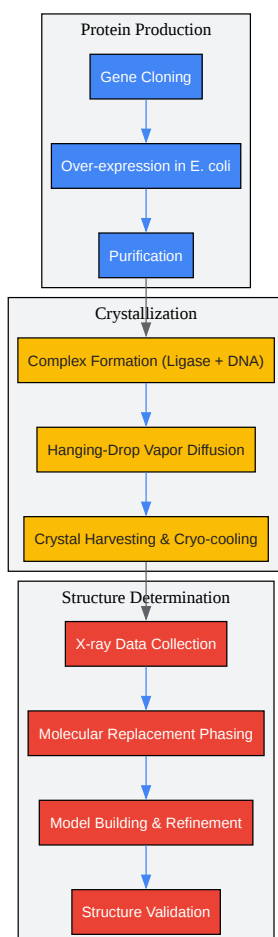 Protein Production
Gene Cloning
Over-expression in E. coli
Purification
Crystallization
Complex Formation (Ligase + DNA)
Hanging-Drop Vapor Diffusion
Crystal Harvesting & Cryo-cooling
Structure Determination
X-ray Data Collection
Molecular Replacement Phasing
Model Building & Refinement
Structure Validation